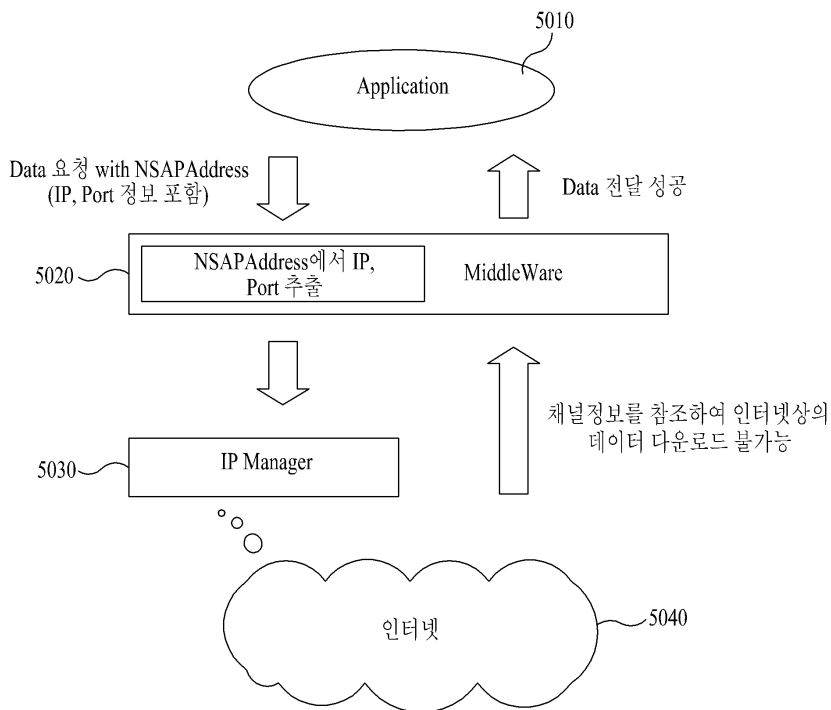 5010
Application
Data 요청 with NSAPAddress
(IP, Port 정보 포함)
Data 전달 성공
5020
NSAPAddress에서 IP,
Port 추출
MiddleWare
채널정보를 참조하여 인터넷상의
데이터 다운로드 불가능
5030
IP Manager
인터넷
5040